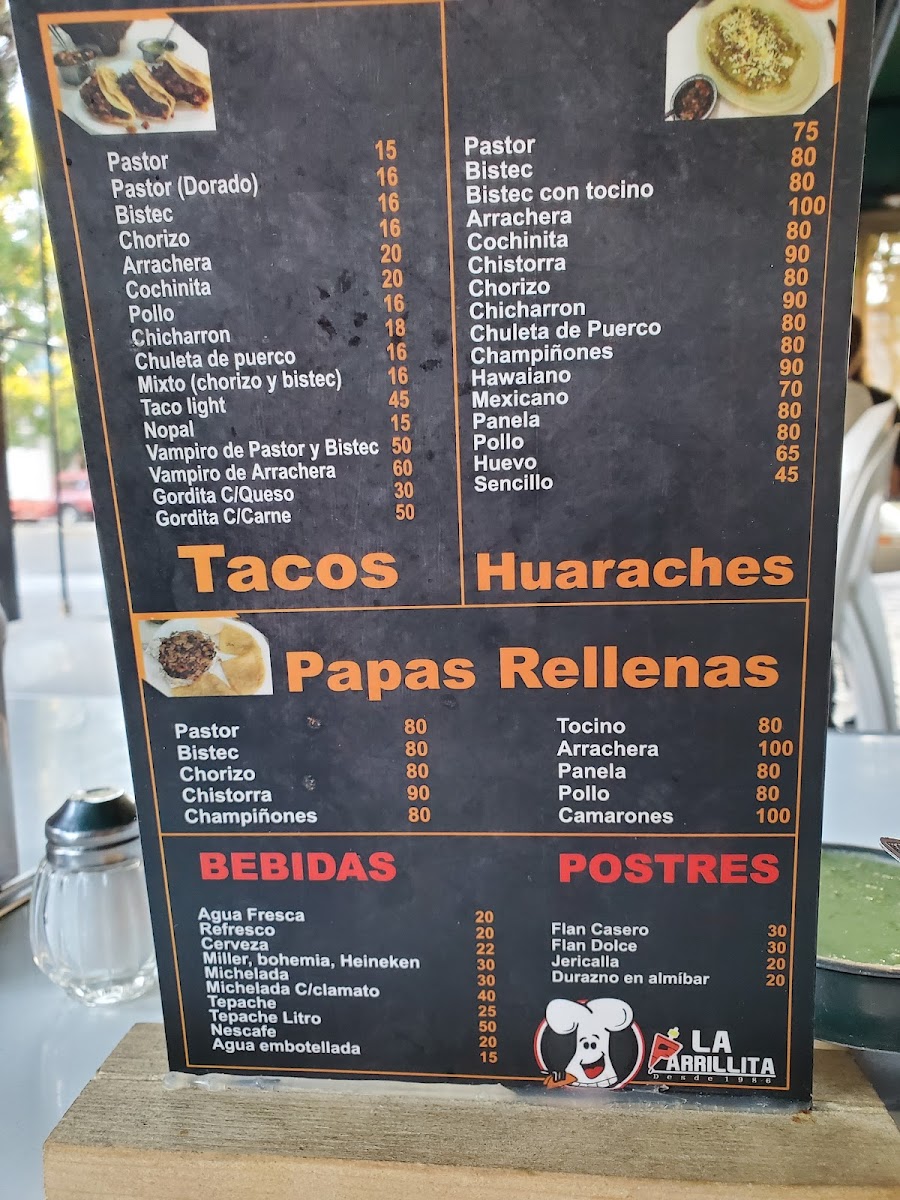 Pastor 15
Pastor (Dorado) 16
Bistec 16
Chorizo 16
Arrachera 20
Cochinita 20
Pollo 16
Chicharron 18
Chuleta de puerco 16
Mixto (chorizo y bistec) 16
Taco light 45
Nopal 15
Vampiro de Pastor y Bistec 50
Vampiro de Arrachera 60
Gordita C/Queso 30
Gordita C/Carne 50
Tacos
Pastor 75
Bistec 80
Bistec con tocino 80
Arrachera 100
Cochinita 80
Chistorra 90
Chorizo 80
Chicharron 90
Chuleta de Puerco 80
Champiñones 80
Hawaiano 90
Mexicano 70
Panela 80
Pollo 80
Huevo 65
Sencillo 45
Huaraches
Papas Rellenas
Pastor 80
Bistec 80
Chorizo 80
Chistorra 90
Champiñones 80
Tocino 80
Arrachera 100
Panela 80
Pollo 80
Camarones 100
BEBIDAS
Agua Fresca 20
Refresco 20
Cerveza 22
Miller, bohemia, Heineken 30
Michelada 30
Michelada C/clamato 40
Tepache 25
Tepache Litro 50
Nescafe 20
Agua embotellada 15
POSTRES
Flan Casero 30
Flan Dolce 30
Jericalla 20
Durazno en almíbar 20
LA
PARRILLITA
Desde 1986